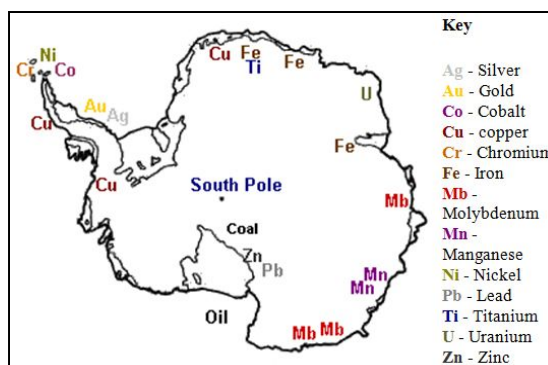 Ni
Cr Co
Cu
Au
Ag
Cu
Cu
Fe
Ti
Fe
U
Fe
South Pole
Mb
Coal
Zn
Pb
Mn
Mn
Oil
Mb Mb
Key
Ag - Silver
Au - Gold
Co - Cobalt
Cu - copper
Cr - Chromium
Fe - Iron
Mb -
Molybdenum
Mn -
Manganese
Ni - Nickel
Pb - Lead
Ti - Titanium
U - Uranium
Zn - Zinc